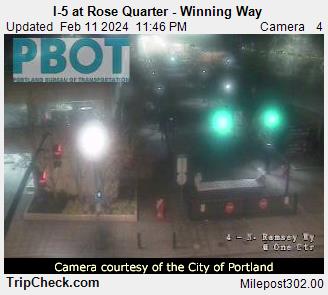 I-5 at Rose Quarter - Winning Way
Updated Feb 11 2024 11:46 PM Camera 4
PBOT
PORTLAND BUREAU OF TRANSPORTATION
4 - N. Ramsey Wy
W One Ctr
Camera courtesy of the City of Portland
TripCheck.com Milepost302.00